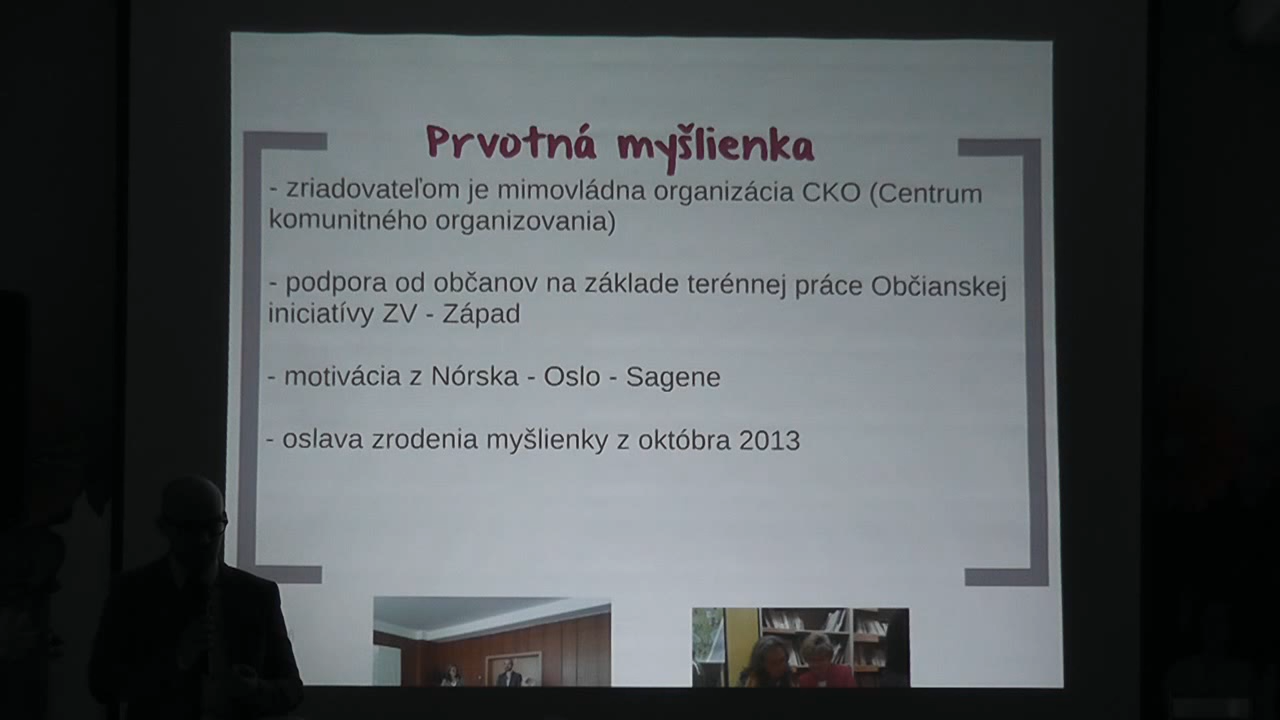 Prvotná myšlienka
- zriadovateľom je mimovládna organizácia CKO (Centrum
komunitného organizovania)
- podpora od občanov na základe terénnej práce Občianskej
iniciatívy ZV - Západ
- motivácia z Nórska - Oslo - Sagene
- oslava zrodenia myšlienky z októbra 2013